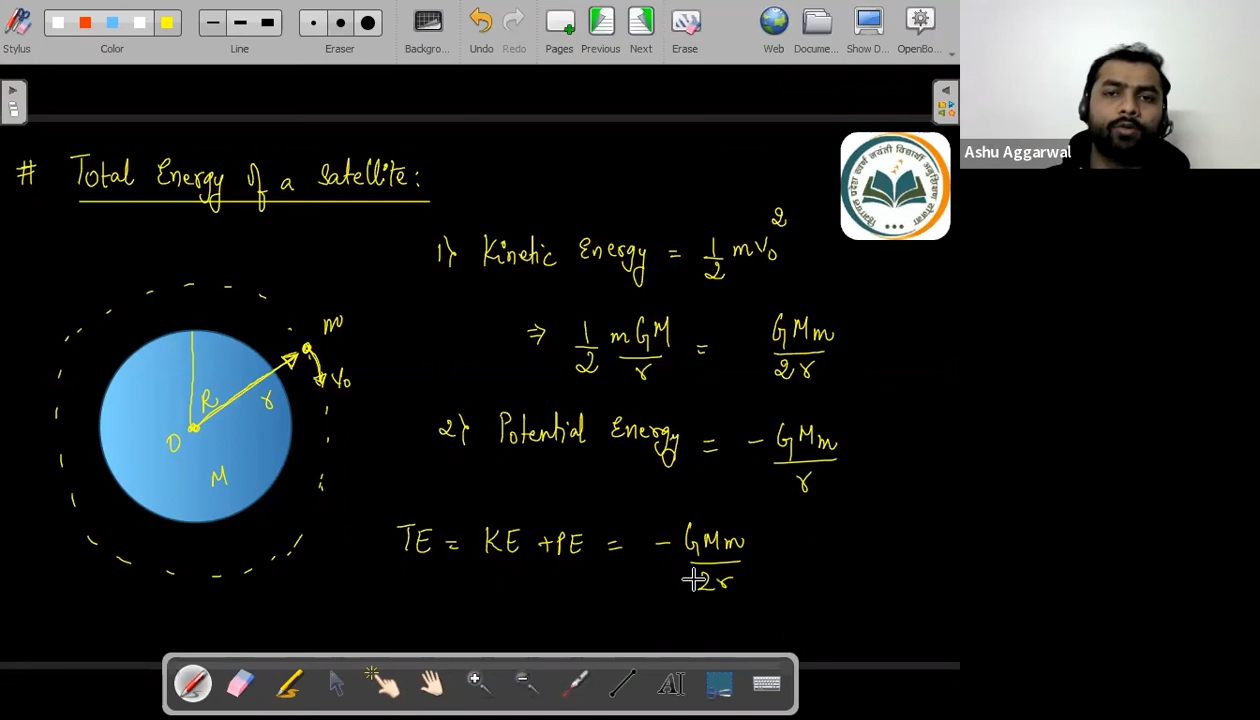 Stylus Color Line Eraser Backgro... Undo Redo Pages Previous Next Erase Web Docume... Show D... OpenBo...
Ashu Aggarwal
# Total Energy of a Satellite:
1) Kinetic Energy = 1/2 mv₀²
⇒ 1/2 mGM/r = GMm/2r
2) Potential Energy = - GMm/r
TE = KE + PE = - GMm/2r
m
v₀
R
r
O
M
AI